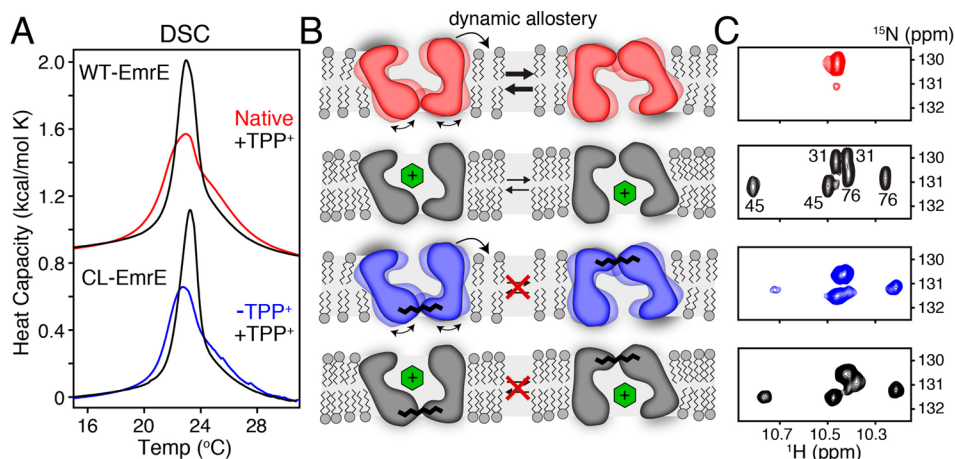 A
DSC
Heat Capacity (kcal/mol K)
2.0
1.6
1.2
0.8
0.4
0
WT-EmrE
Native
+TPP⁺
CL-EmrE
-TPP⁺
+TPP⁺
16
20
24
28
Temp (ºC)
B
dynamic allostery
+
+
+
+
C
¹⁵N (ppm)
130
131
132
31
31
45
45
76
76
130
131
132
130
131
132
130
131
132
10.7
10.5
10.3
¹H (ppm)